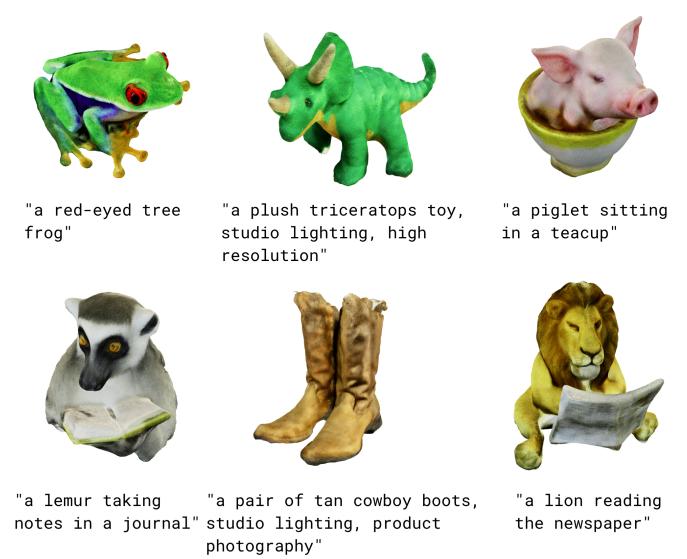 "a red-eyed tree
frog"
"a plush triceratops toy,
studio lighting, high
resolution"
"a piglet sitting
in a teacup"
"a lemur taking
notes in a journal"
"a pair of tan cowboy boots,
studio lighting, product
photography"
"a lion reading
the newspaper"